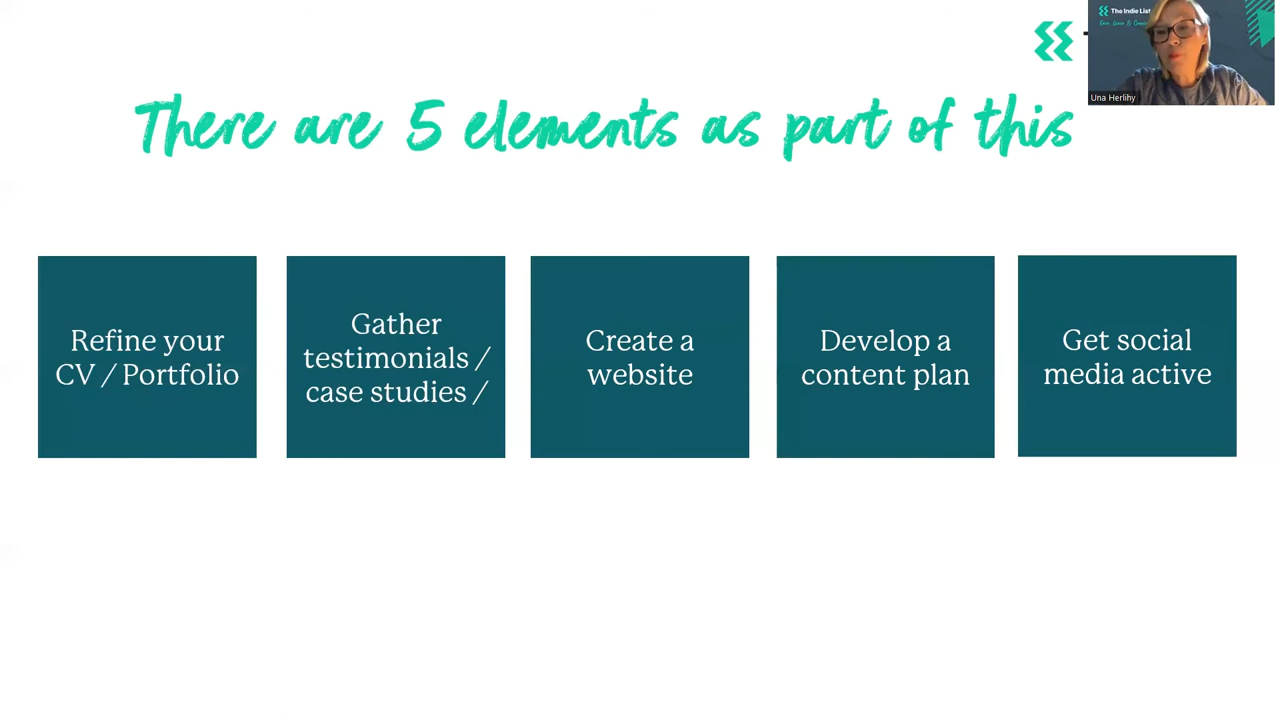 The Indie List
Una Herlihy
There are 5 elements as part of this
Refine your
CV / Portfolio
Gather
testimonials /
case studies /
Create a
website
Develop a
content plan
Get social
media active